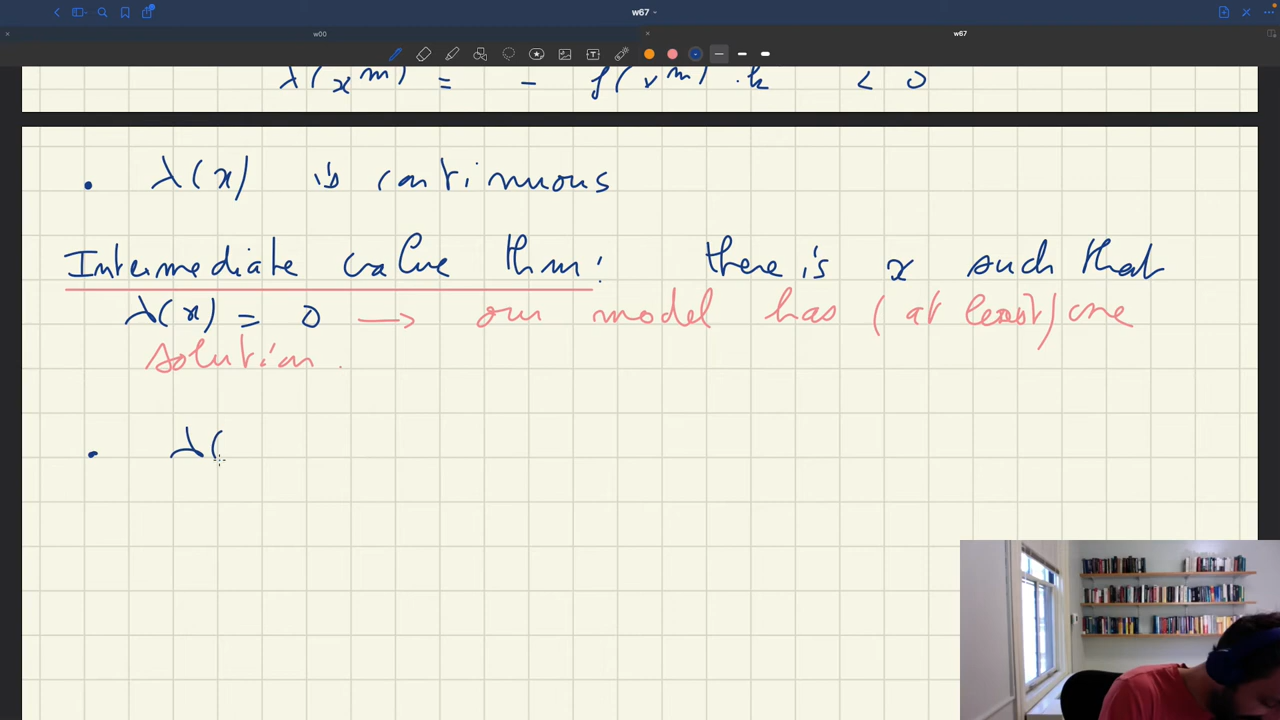 w67
w00
w67
λ(x^m) = - f(x^m) . k < 0
• λ(x) is continuous
Intermediate value thm: there is x such that
λ(x) = 0 → our model has (at least) one
solution.
• λ(